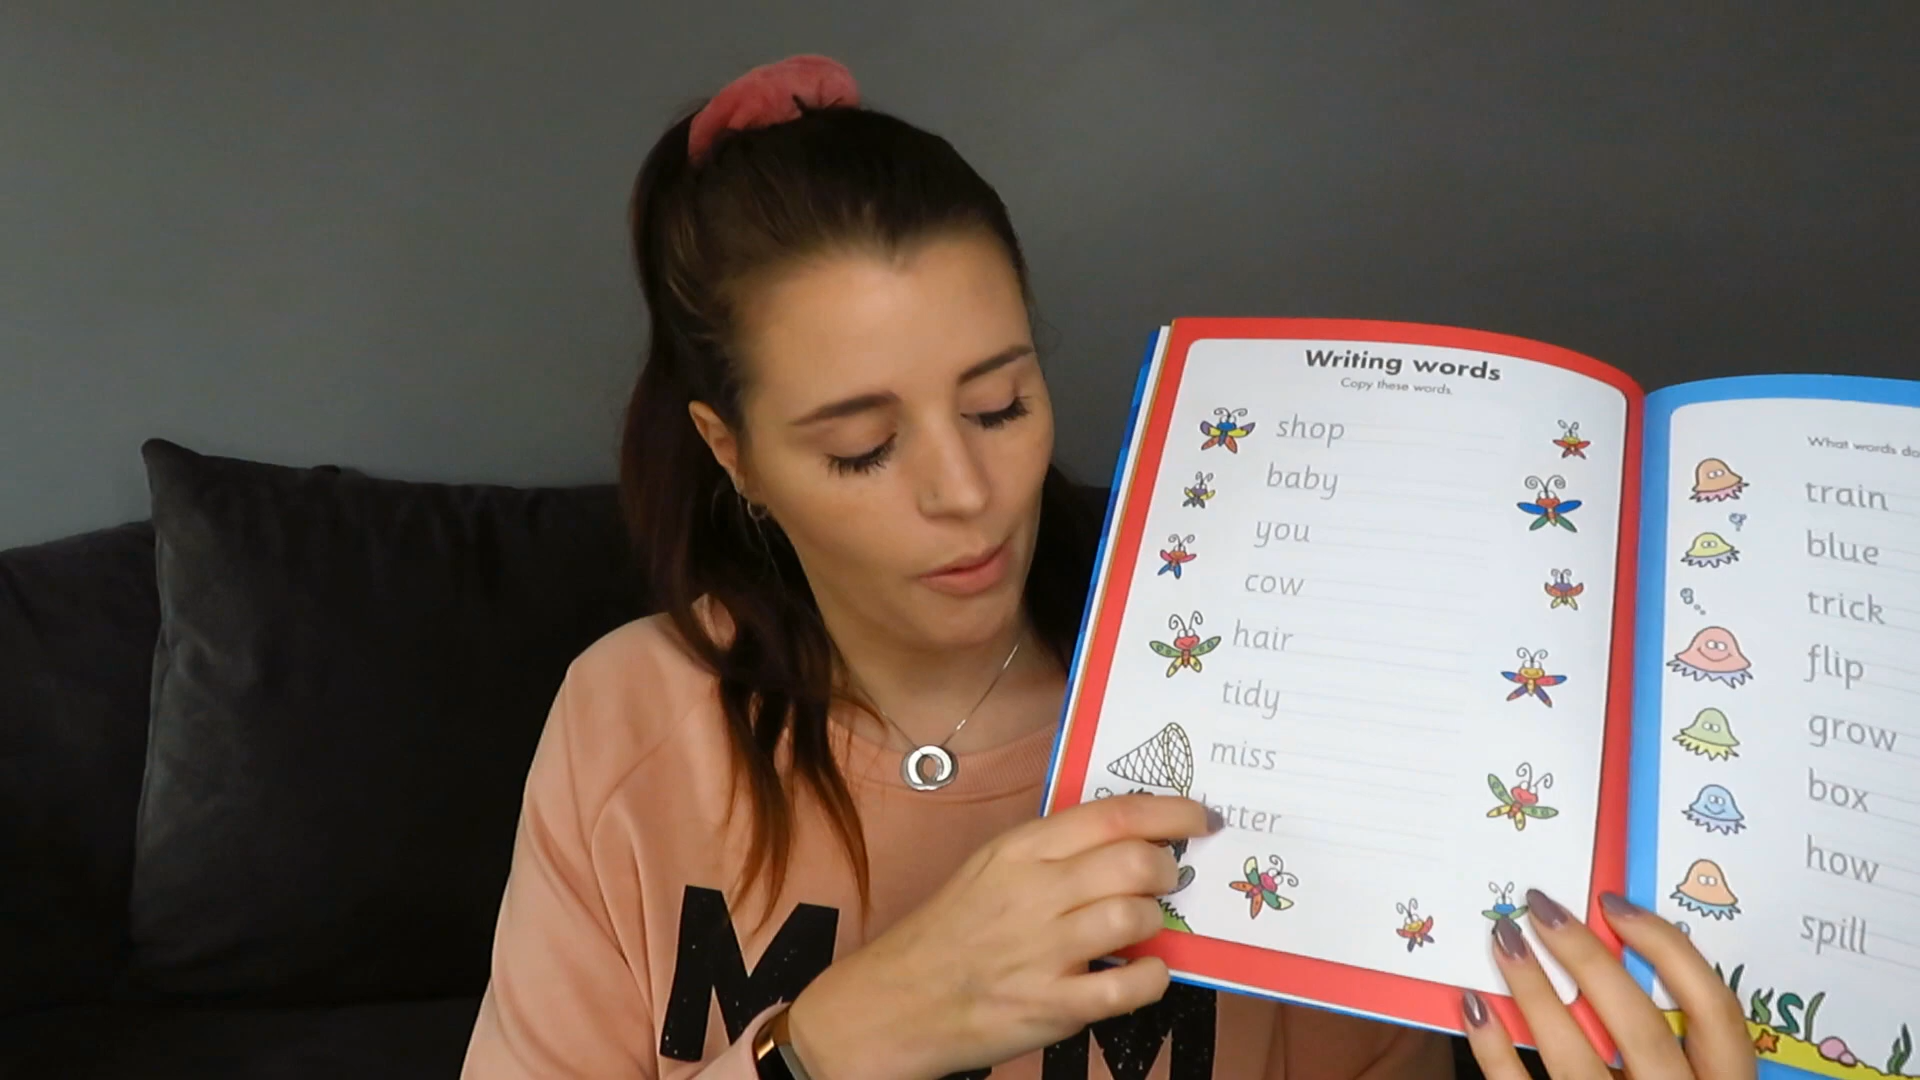 Writing words
Copy these words.
shop
baby
you
cow
hair
tidy
miss
What words do
train
blue
trick
flip
grow
box
how
spill